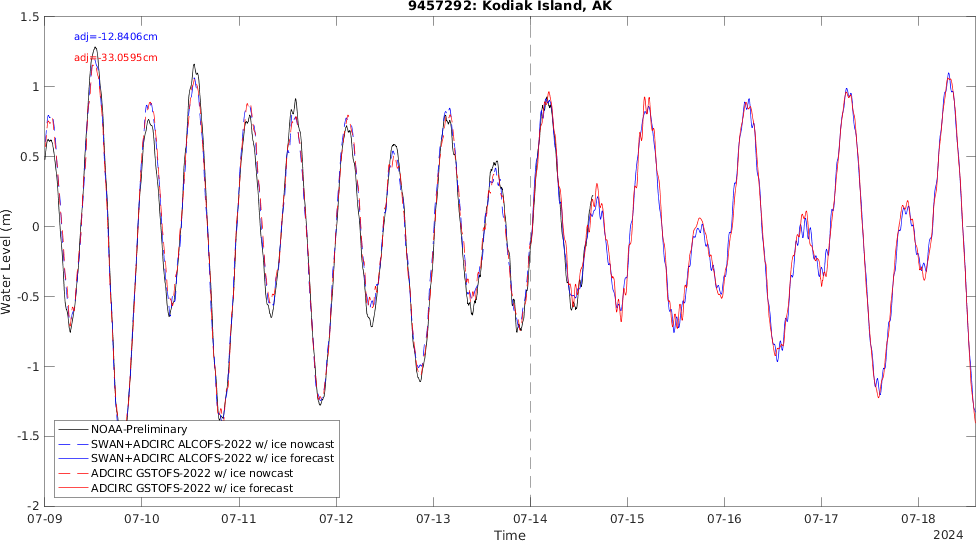 9457292: Kodiak Island, AK
adj=-12.8406cm
adj=-33.0595cm
Water Level (m)
1.5
1
0.5
0
-0.5
-1
-1.5
-2
NOAA-Preliminary
SWAN+ADCIRC ALCOFS-2022 w/ ice nowcast
SWAN+ADCIRC ALCOFS-2022 w/ ice forecast
ADCIRC GSTOFS-2022 w/ ice nowcast
ADCIRC GSTOFS-2022 w/ ice forecast
07-09 07-10 07-11 07-12 07-13 07-14 07-15 07-16 07-17 07-18
Time
2024